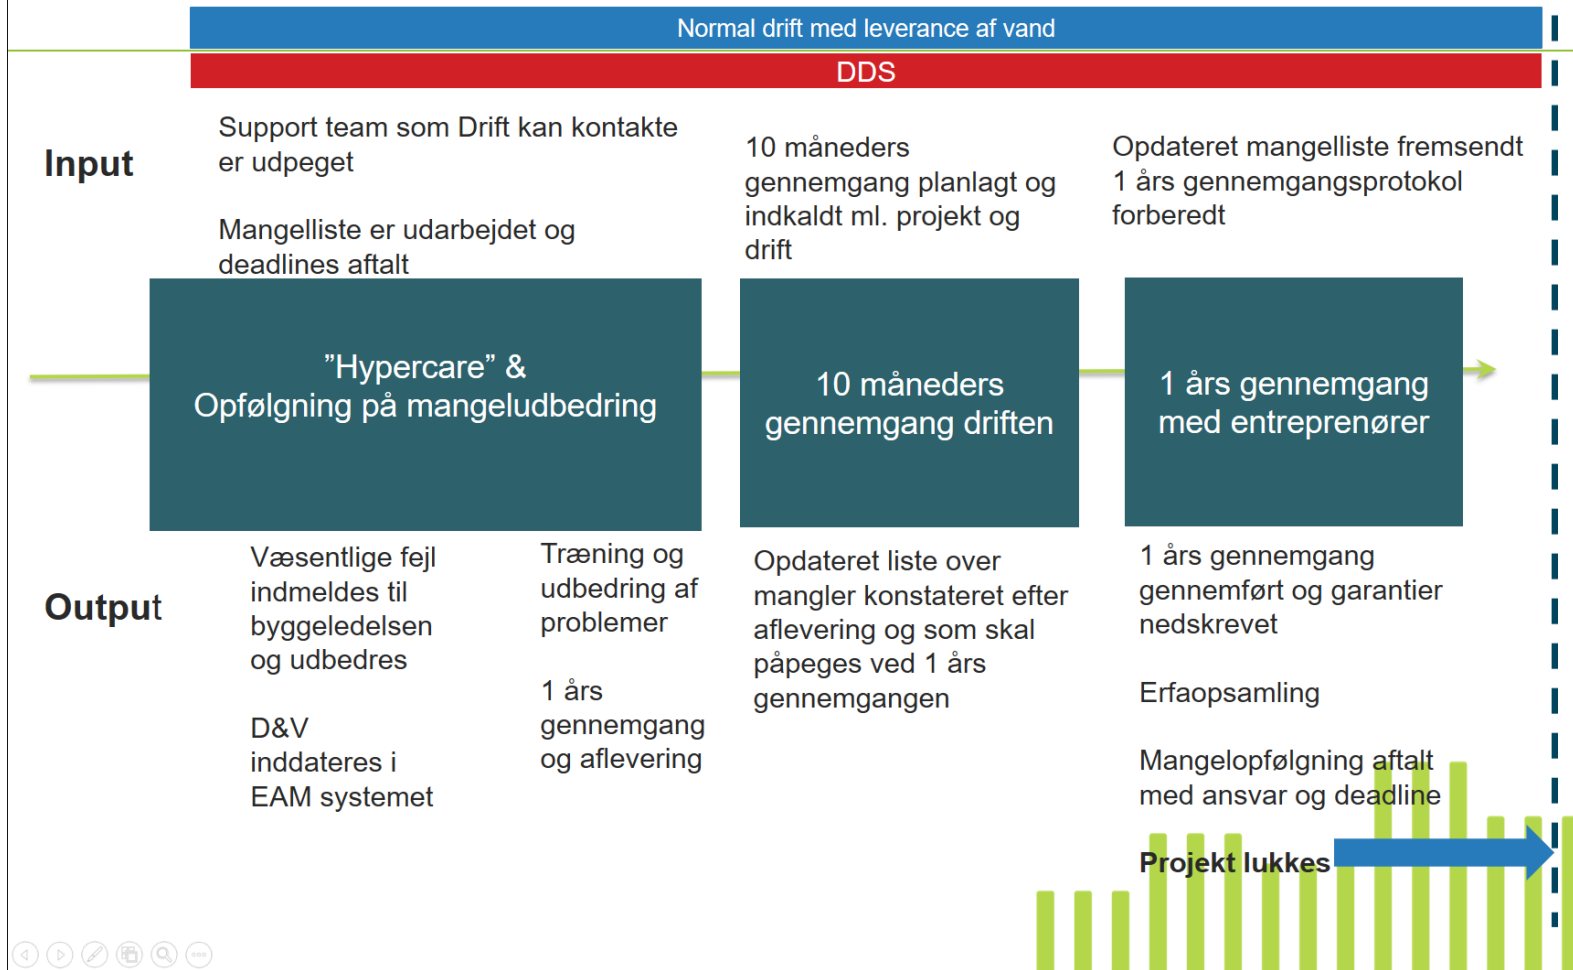 Normal drift med leverance af vand
DDS
Input
Support team som Drift kan kontakte
er udpeget
Mangelliste er udarbejdet og
deadlines aftalt
10 måneders
gennemgang planlagt og
indkaldt ml. projekt og
drift
Opdateret mangelliste fremsendt
1 års gennemgangsprotokol
forberedt
”Hypercare” &
Opfølgning på mangeludbedring
10 måneders
gennemgang driften
1 års gennemgang
med entreprenører
Output
Væsentlige fejl
indmeldes til
byggeledelsen
og udbedres
D&V
inddateres i
EAM systemet
Træning og
udbedring af
problemer
1 års
gennemgang
og aflevering
Opdateret liste over
mangler konstateret efter
aflevering og som skal
påpeges ved 1 års
gennemgangen
1 års gennemgang
gennemført og garantier
nedskrevet
Erfaopsamling
Mangelopfølgning aftalt
med ansvar og deadline
Projekt lukkes